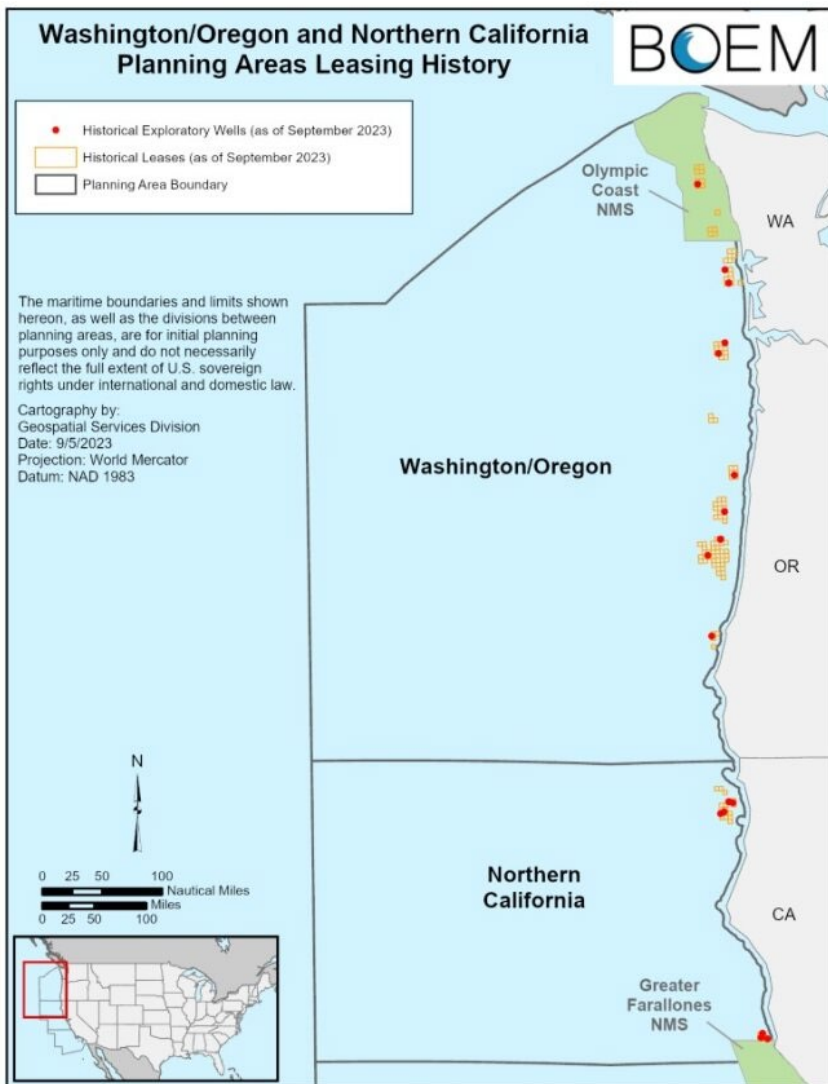 Washington/Oregon and Northern California
Planning Areas Leasing History
BOEM
Historical Exploratory Wells (as of September 2023)
Historical Leases (as of September 2023)
Planning Area Boundary
Olympic
Coast
NMS
WA
The maritime boundaries and limits shown
hereon, as well as the divisions between
planning areas, are for initial planning
purposes only and do not necessarily
reflect the full extent of U.S. sovereign
rights under international and domestic law.
Cartography by:
Geospatial Services Division
Date: 9/5/2023
Projection: World Mercator
Datum: NAD 1983
Washington/Oregon
OR
N
0 25 50 100
Nautical Miles
Miles
0 25 50 100
Northern
California
CA
Greater
Farallones
NMS